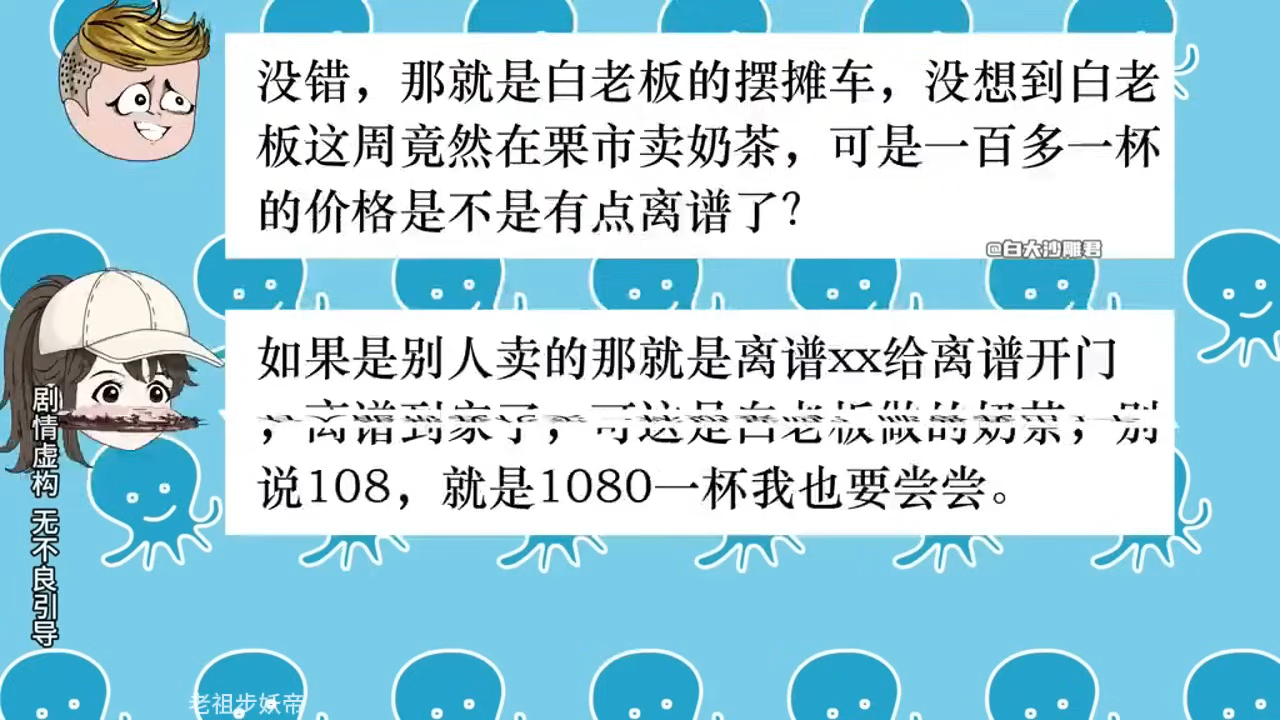 没错，那就是白老板的摆摊车，没想到白老
板这周竟然在栗市卖奶茶，可是一百多一杯
的价格是不是有点离谱了？
@白大沙雕君
如果是别人卖的那就是离谱xx给离谱开门
，离谱到家了，可这是白老板做的奶茶，别
说108，就是1080一杯我也要尝尝。
剧情虚构 无不良引导
老祖步妖帝